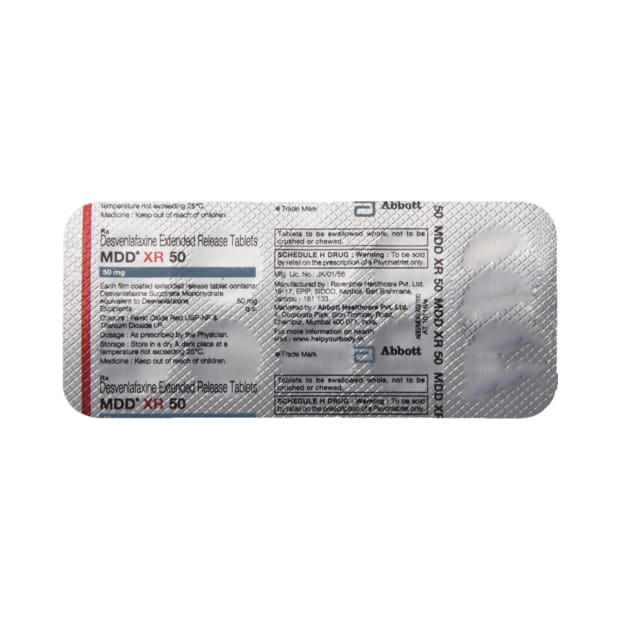 temperature not exceeding 25°C.
Medicine : Keep out of reach of children.
Rx
Desvenlafaxine Extended Release Tablets
MDD* XR 50
50 mg
Each film coated extended release tablet contains:
Desvenlafaxine Succinate Monohydrate
equivalent to Desvenlafaxine 50 mg
Excipients q.s.
Colours : Ferric Oxide Red USP-NF &
Titanium Dioxide I.P.
Dosage : As prescribed by the Physician.
Storage : Store in a dry & dark place at a
temperature not exceeding 25°C.
Medicine : Keep out of reach of children.
Rx
Desvenlafaxine Extended Release Tablets
MDD* XR 50
* Trade Mark
Abbott
Tablets to be swallowed whole, not to be
crushed or chewed.
SCHEDULE H DRUG : Warning : To be sold
by retail on the prescription of a Psychiatrist only.
Mfg. Lic. No.: JK/01/56
Manufactured by : Ravenbhel Healthcare Pvt. Ltd.
16-17, EPIP, SIDCO, Kartholi, Bari Brahmana,
Jammu - 181 133.
Marketed by : Abbott Healthcare Pvt. Ltd.
4, Corporate Park, Sion Trombay Road,
Chembur, Mumbai 400 071, India.
For more information on health
visit : www.helpyourbody.in
* Trade Mark
Abbott
Tablets to be swallowed whole, not to be
crushed or chewed.
SCHEDULE H DRUG : Warning : To be sold
by retail on the prescription of a Psychiatrist only.
50 MDD XR 50 MDD XR 50 MDD XR